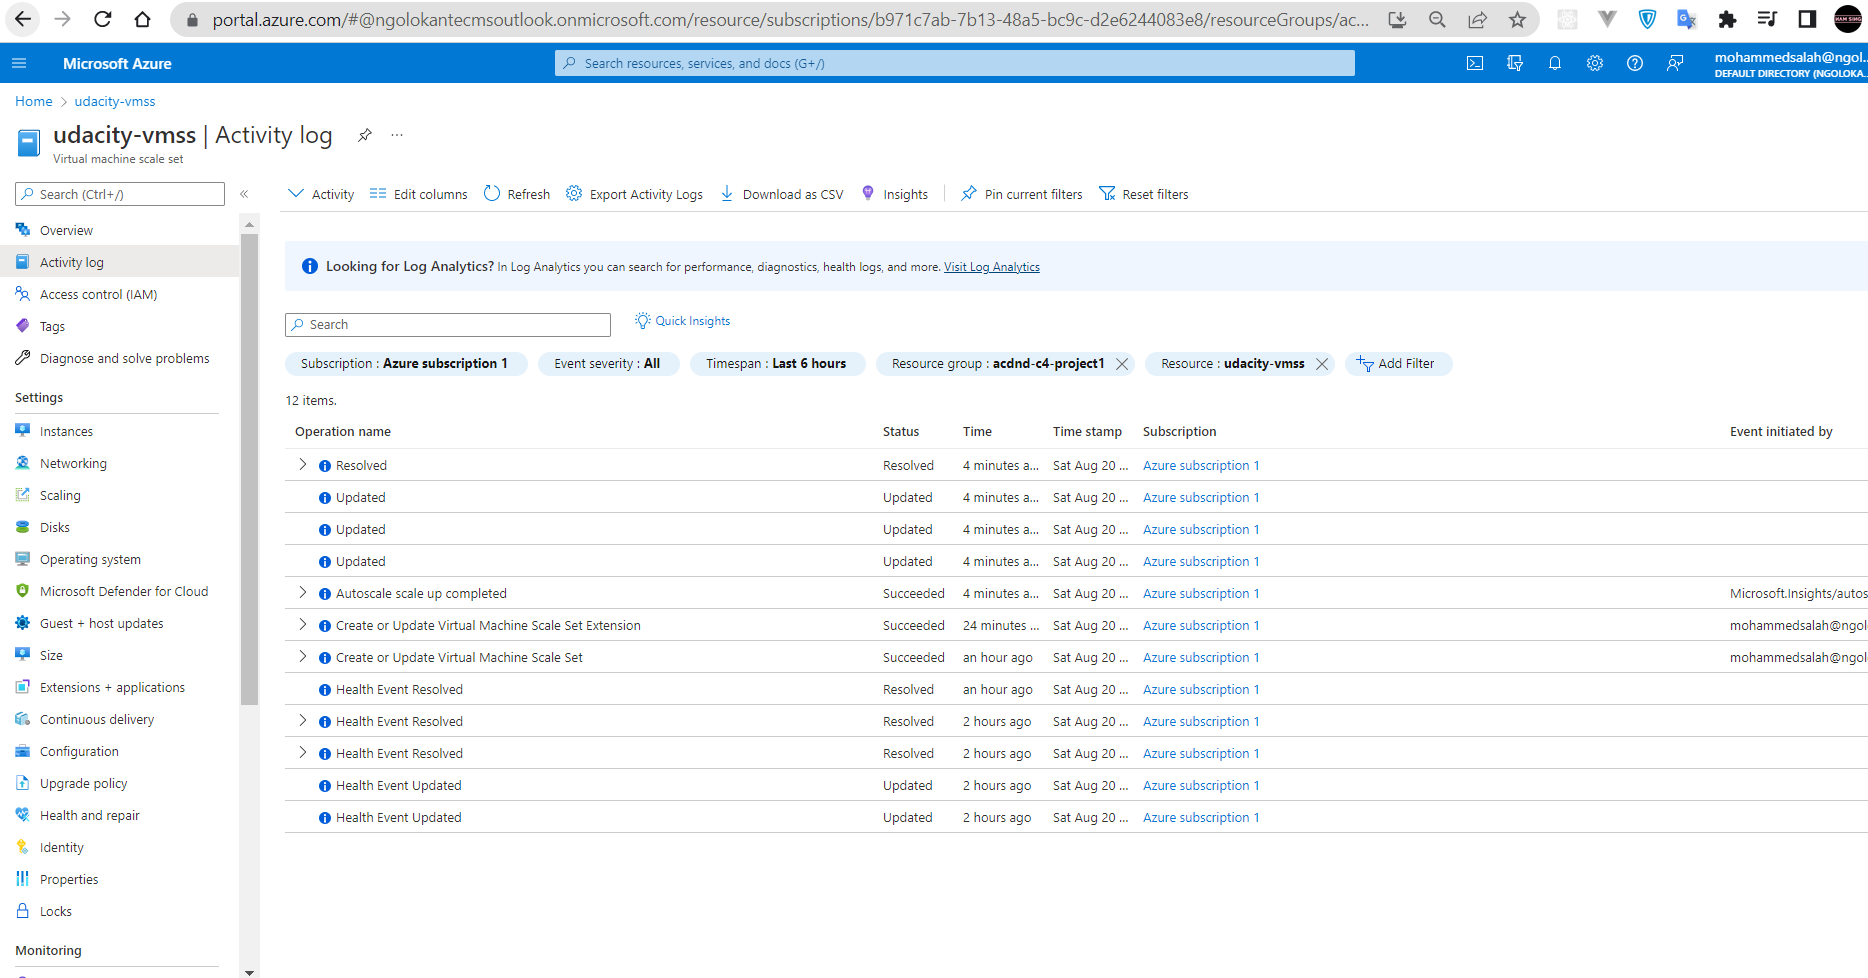 portal.azure.com/#@ngolokantecmsoutlook.onmicrosoft.com/resource/subscriptions/b971c7ab-7b13-48a5-bc9c-d2e6244083e8/resourceGroups/ac...
Microsoft Azure
Search resources, services, and docs (G+/)
mohammedsalah@ngol...
DEFAULT DIRECTORY (NGOLOKA...
Home > udacity-vmss
udacity-vmss | Activity log
Virtual machine scale set
Search (Ctrl+/)
Overview
Activity log
Access control (IAM)
Tags
Diagnose and solve problems
Settings
Instances
Networking
Scaling
Disks
Operating system
Microsoft Defender for Cloud
Guest + host updates
Size
Extensions + applications
Continuous delivery
Configuration
Upgrade policy
Health and repair
Identity
Properties
Locks
Monitoring
Activity Edit columns Refresh Export Activity Logs Download as CSV Insights Pin current filters Reset filters
Looking for Log Analytics? In Log Analytics you can search for performance, diagnostics, health logs, and more. Visit Log Analytics
Search Quick Insights
Subscription : Azure subscription 1 Event severity : All Timespan : Last 6 hours Resource group : acdnd-c4-project1 Resource : udacity-vmss Add Filter
12 items.
Operation name Status Time Time stamp Subscription Event initiated by
Resolved Resolved 4 minutes a... Sat Aug 20 ... Azure subscription 1
Updated Updated 4 minutes a... Sat Aug 20 ... Azure subscription 1
Updated Updated 4 minutes a... Sat Aug 20 ... Azure subscription 1
Updated Updated 4 minutes a... Sat Aug 20 ... Azure subscription 1
Autoscale scale up completed Succeeded 4 minutes a... Sat Aug 20 ... Azure subscription 1 Microsoft.Insights/autos
Create or Update Virtual Machine Scale Set Extension Succeeded 24 minutes ... Sat Aug 20 ... Azure subscription 1 mohammedsalah@ngolo
Create or Update Virtual Machine Scale Set Succeeded an hour ago Sat Aug 20 ... Azure subscription 1 mohammedsalah@ngolo
Health Event Resolved Resolved an hour ago Sat Aug 20 ... Azure subscription 1
Health Event Resolved Resolved 2 hours ago Sat Aug 20 ... Azure subscription 1
Health Event Resolved Resolved 2 hours ago Sat Aug 20 ... Azure subscription 1
Health Event Updated Updated 2 hours ago Sat Aug 20 ... Azure subscription 1
Health Event Updated Updated 2 hours ago Sat Aug 20 ... Azure subscription 1